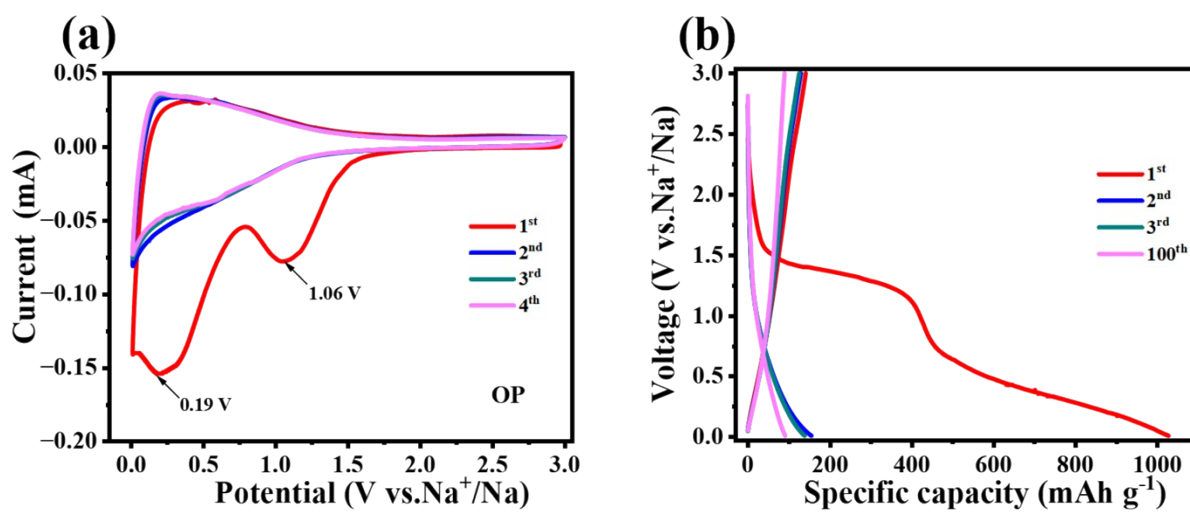 (a)
0.05
0.00
−0.05
−0.10
−0.15
−0.20
Current (mA)
1st
2nd
3rd
4th
1.06 V
0.19 V
OP
0.0 0.5 1.0 1.5 2.0 2.5 3.0
Potential (V vs.Na+/Na)
(b)
3.0
2.5
2.0
1.5
1.0
0.5
0.0
Voltage (V vs.Na+/Na)
1st
2nd
3rd
100th
0 200 400 600 800 1000
Specific capacity (mAh g-1)